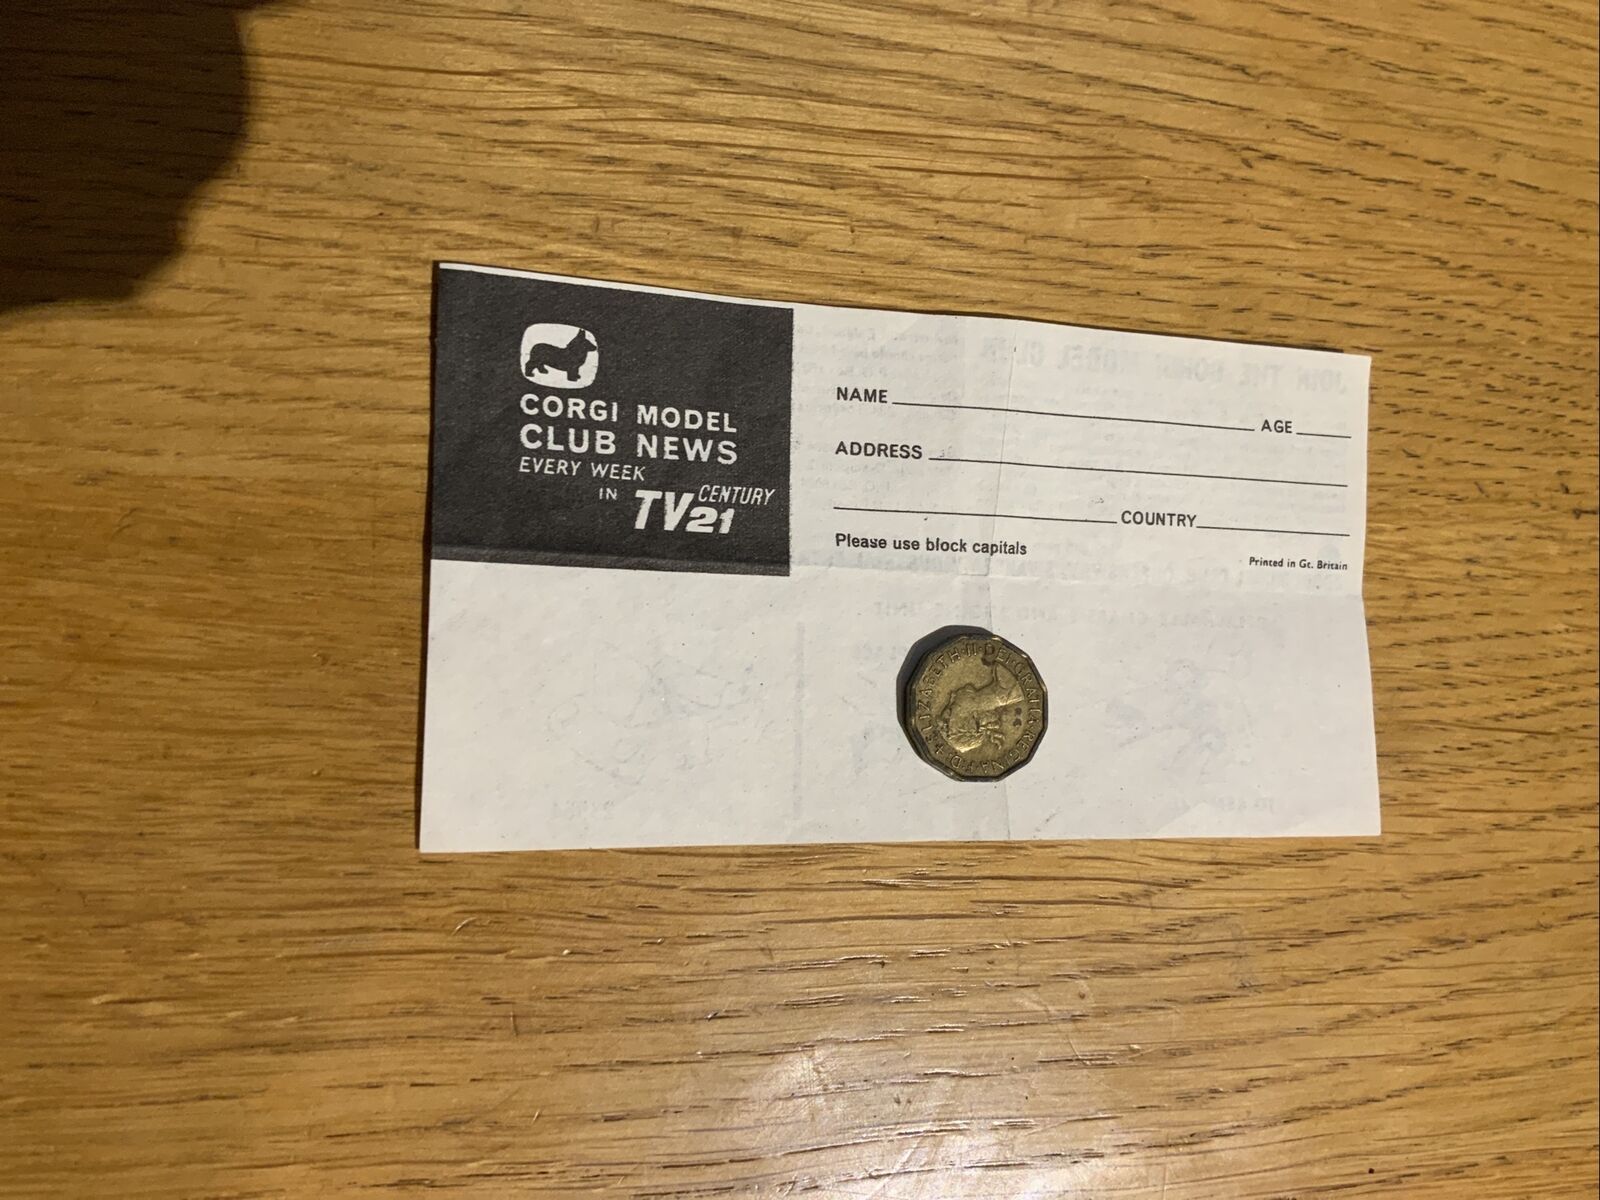 CORGI MODEL
CLUB NEWS
EVERY WEEK
IN TV CENTURY 21
NAME AGE
ADDRESS
COUNTRY
Please use block capitals
Printed in Gt. Britain
ELIZABETH·II·DEI·GRATIA·REGINA·F:D·+